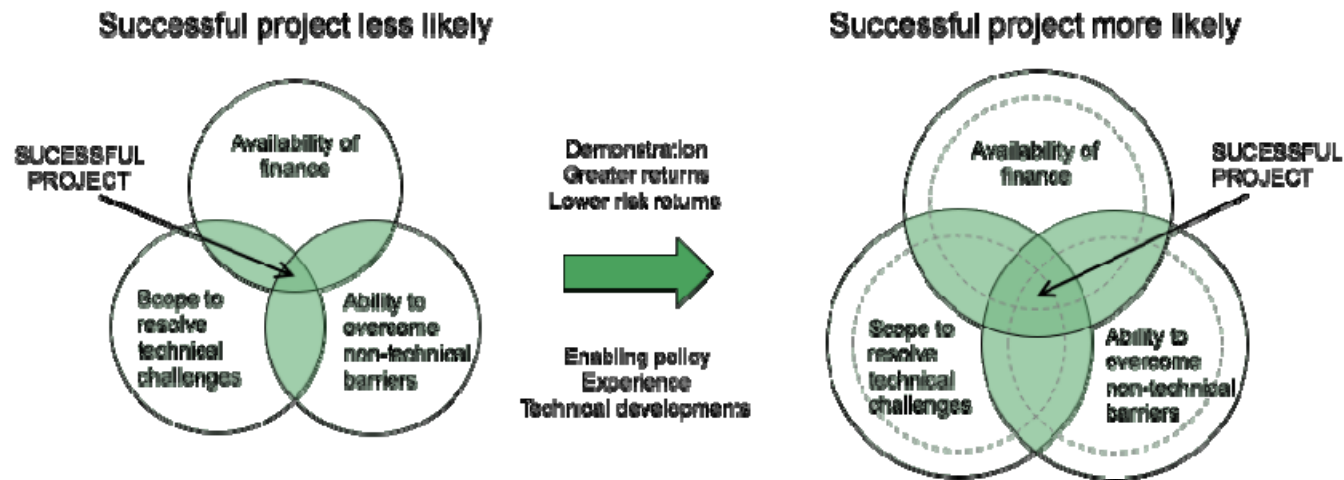 Successful project less likely
Successful project more likely
SUCESSFUL
PROJECT
Availability of
finance
Scope to
resolve
technical
challenges
Ability to
overcome
non-technical
barriers
Demonstration
Greater returns
Lower risk returns
Enabling policy
Experience
Technical developments
Availability of
finance
SUCESSFUL
PROJECT
Scope to
resolve
technical
challenges
Ability to
overcome
non-technical
barriers